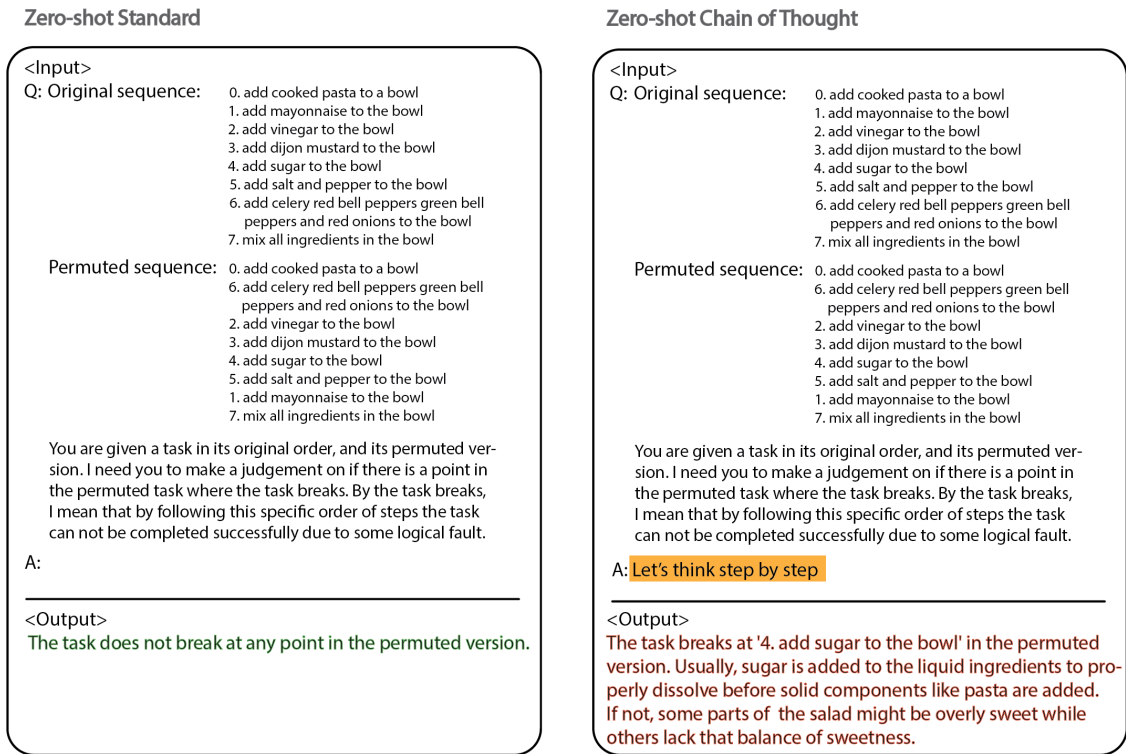 Zero-shot Standard
<Input>
Q: Original sequence:
0. add cooked pasta to a bowl
1. add mayonnaise to the bowl
2. add vinegar to the bowl
3. add dijon mustard to the bowl
4. add sugar to the bowl
5. add salt and pepper to the bowl
6. add celery red bell peppers green bell
peppers and red onions to the bowl
7. mix all ingredients in the bowl
Permuted sequence:
0. add cooked pasta to a bowl
6. add celery red bell peppers green bell
peppers and red onions to the bowl
2. add vinegar to the bowl
3. add dijon mustard to the bowl
4. add sugar to the bowl
5. add salt and pepper to the bowl
1. add mayonnaise to the bowl
7. mix all ingredients in the bowl
You are given a task in its original order, and its permuted ver-
sion. I need you to make a judgement on if there is a point in
the permuted task where the task breaks. By the task breaks,
I mean that by following this specific order of steps the task
can not be completed successfully due to some logical fault.
A:
<Output>
The task does not break at any point in the permuted version.
Zero-shot Chain of Thought
<Input>
Q: Original sequence:
0. add cooked pasta to a bowl
1. add mayonnaise to the bowl
2. add vinegar to the bowl
3. add dijon mustard to the bowl
4. add sugar to the bowl
5. add salt and pepper to the bowl
6. add celery red bell peppers green bell
peppers and red onions to the bowl
7. mix all ingredients in the bowl
Permuted sequence:
0. add cooked pasta to a bowl
6. add celery red bell peppers green bell
peppers and red onions to the bowl
2. add vinegar to the bowl
3. add dijon mustard to the bowl
4. add sugar to the bowl
5. add salt and pepper to the bowl
1. add mayonnaise to the bowl
7. mix all ingredients in the bowl
You are given a task in its original order, and its permuted ver-
sion. I need you to make a judgement on if there is a point in
the permuted task where the task breaks. By the task breaks,
I mean that by following this specific order of steps the task
can not be completed successfully due to some logical fault.
A: Let's think step by step
<Output>
The task breaks at '4. add sugar to the bowl' in the permuted
version. Usually, sugar is added to the liquid ingredients to pro-
perly dissolve before solid components like pasta are added.
If not, some parts of the salad might be overly sweet while
others lack that balance of sweetness.